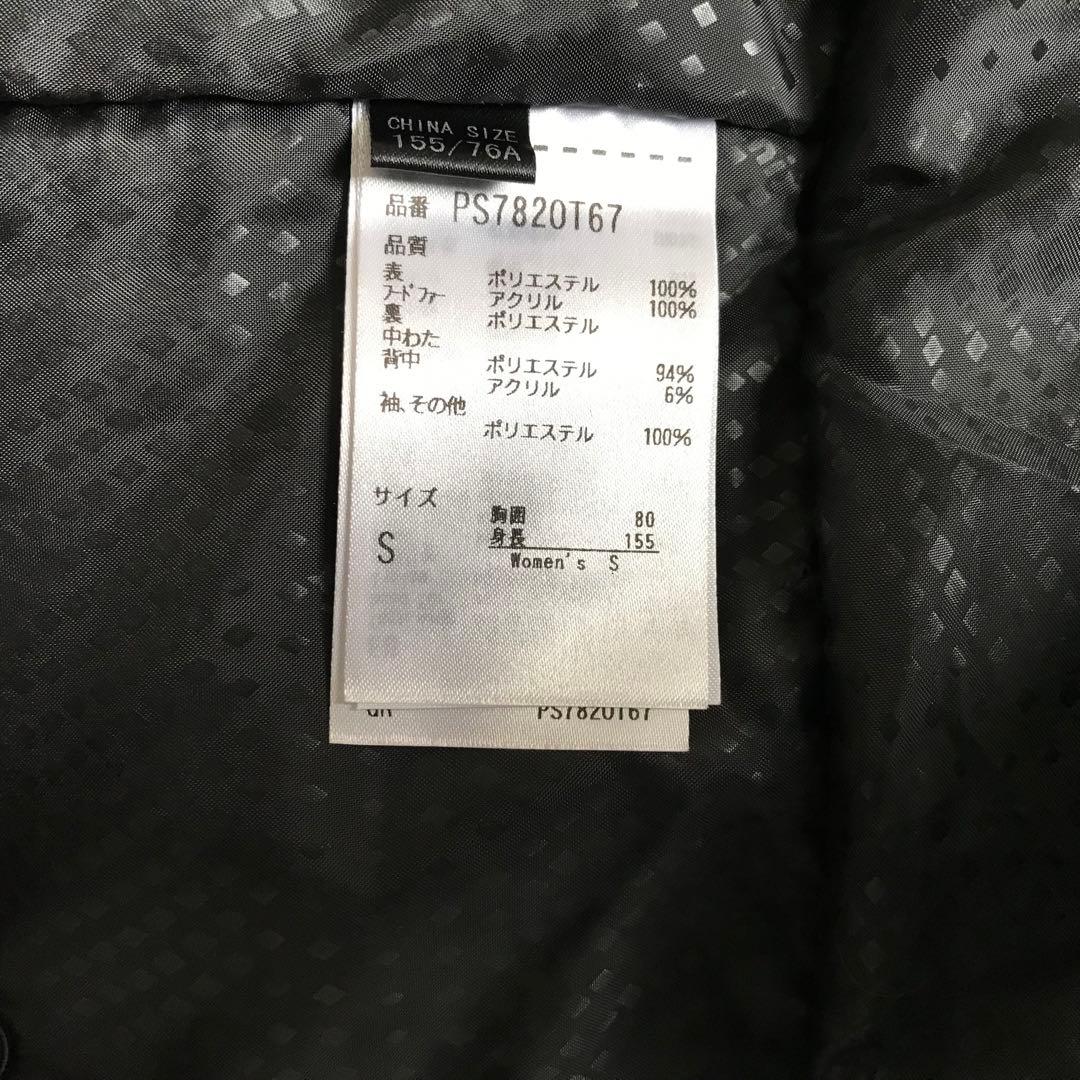 CHINA SIZE
155/76A
品番 PS7820T67
品質
表 ポリエステル 100%
フードファー アクリル 100%
裏 ポリエステル
中わた
背中 ポリエステル 94%
アクリル 6%
袖、その他
ポリエステル 100%
サイズ
胸囲 80
S 身長 155
Women's S
PS7820T67